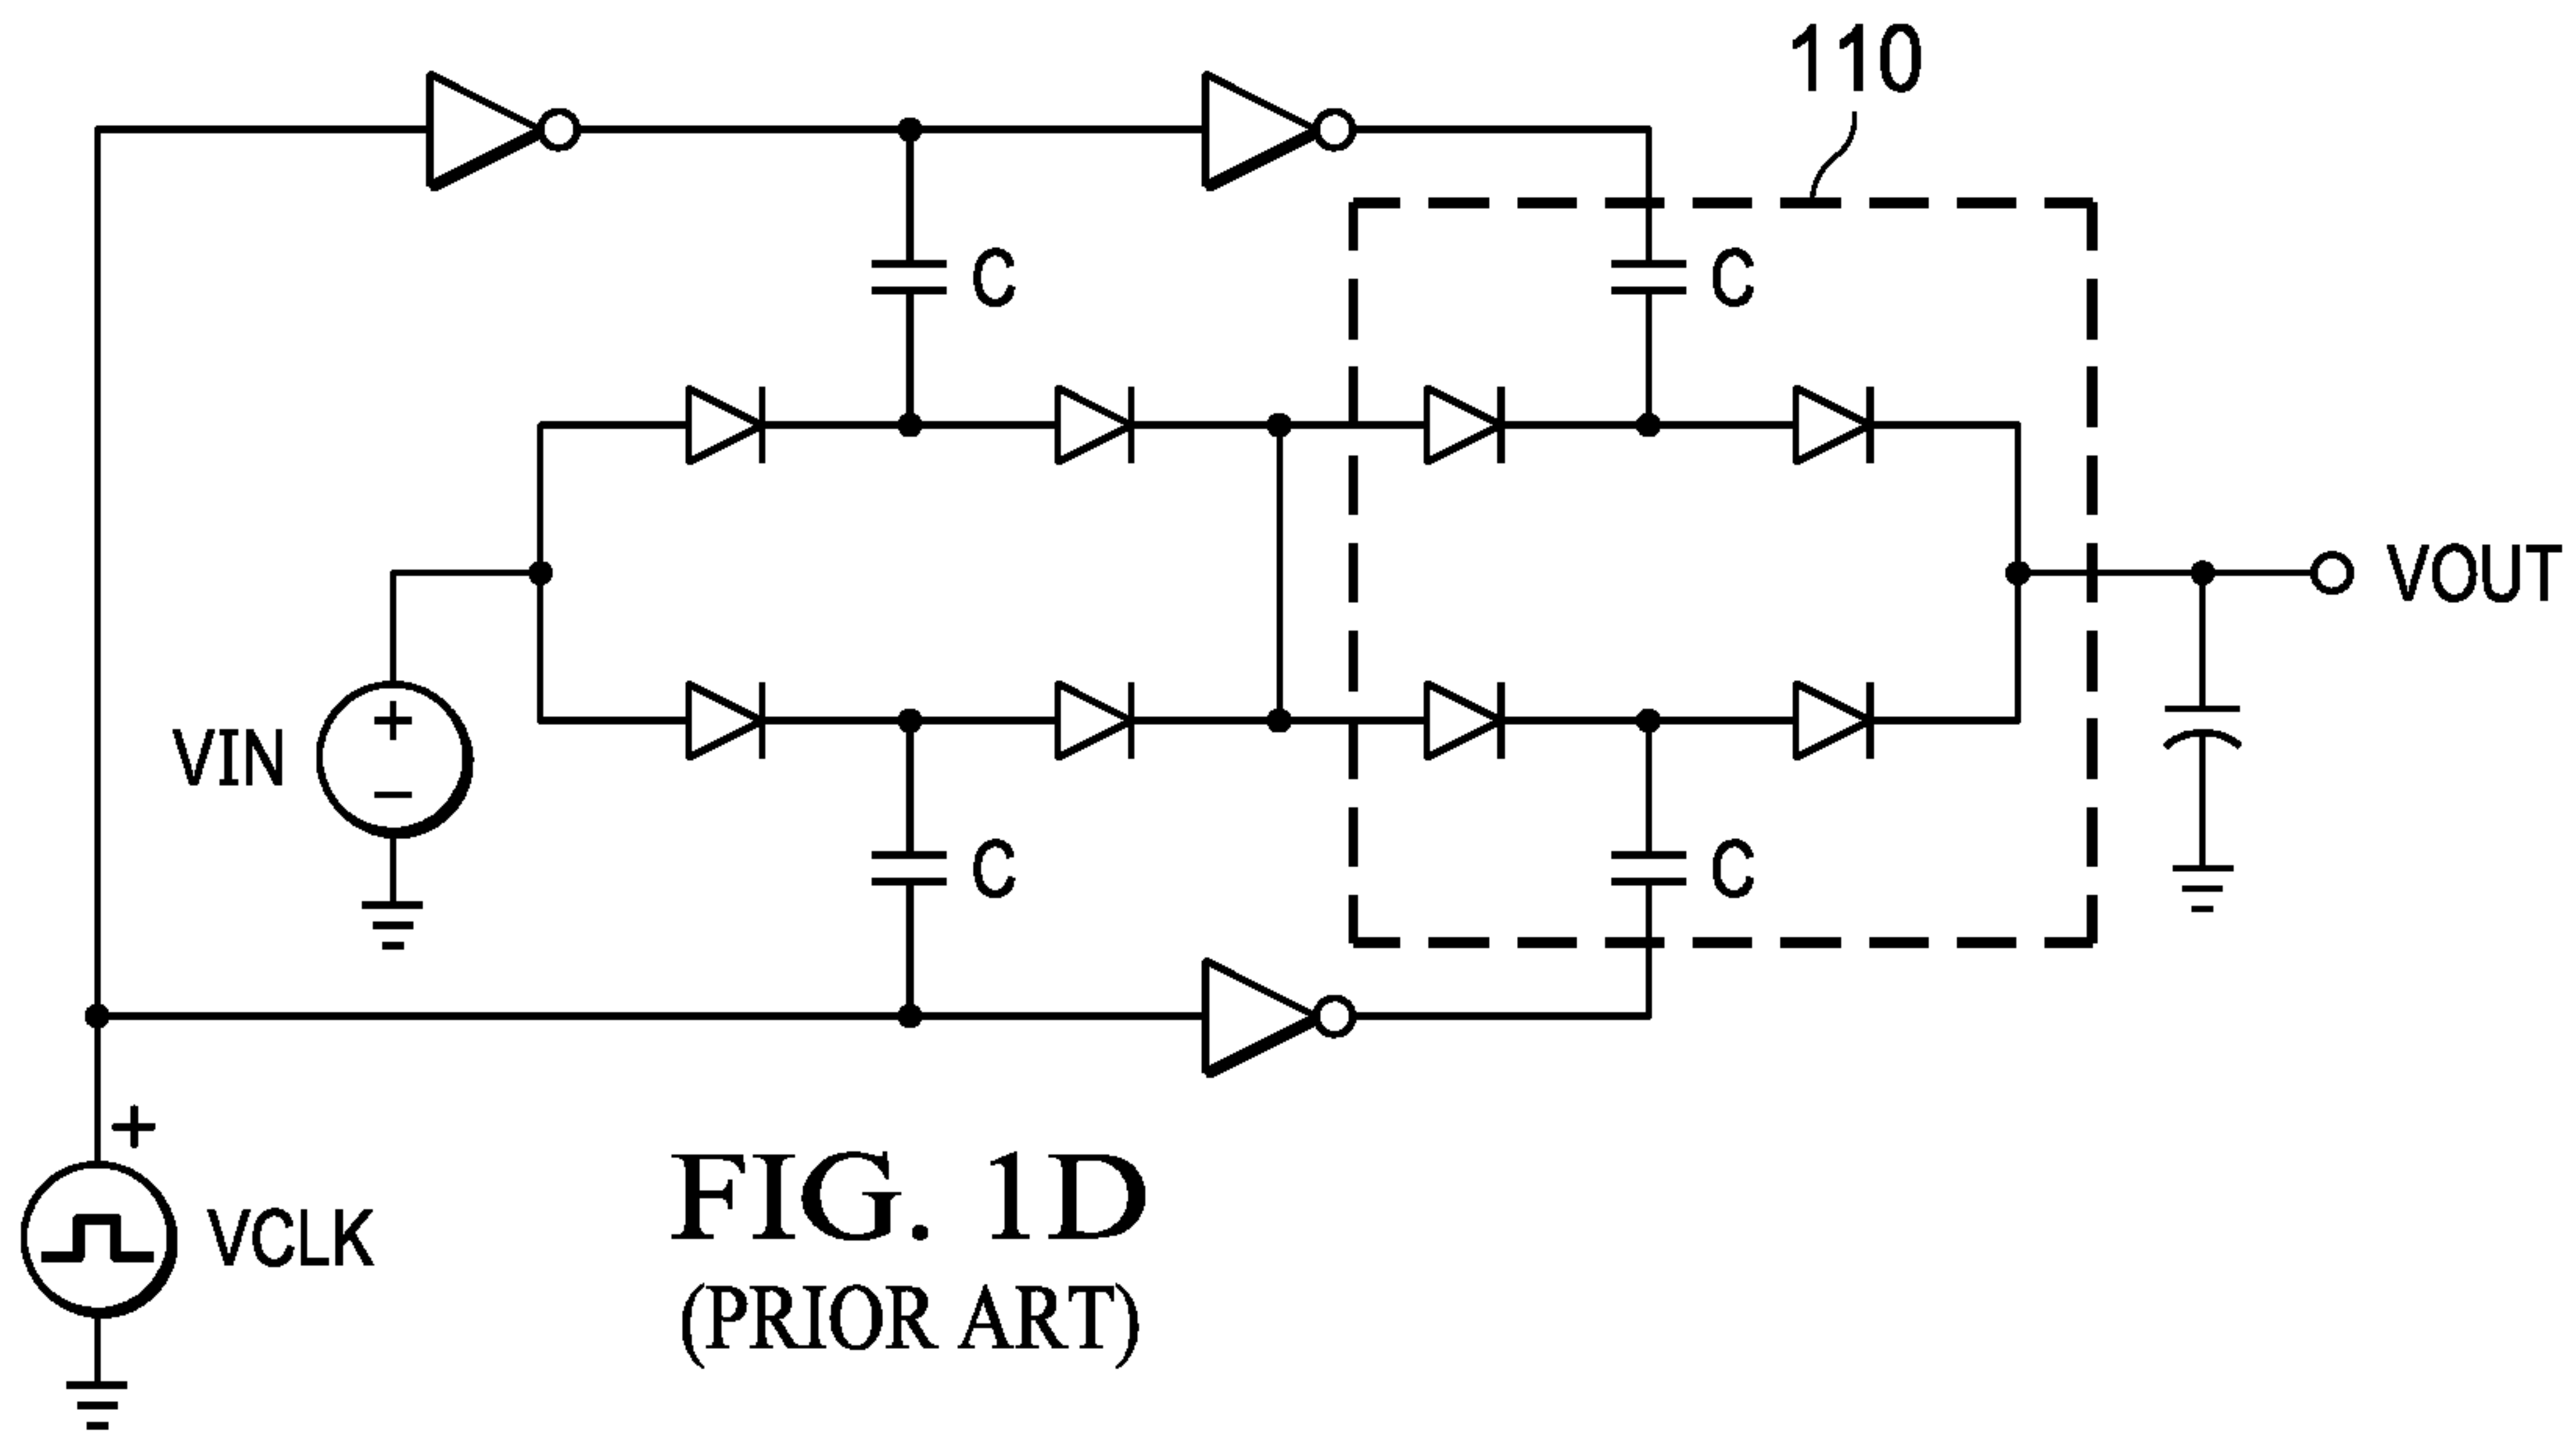 110
C
C
VOUT
VIN
+
−
C
C
+
VCLK
FIG. 1D
(PRIOR ART)